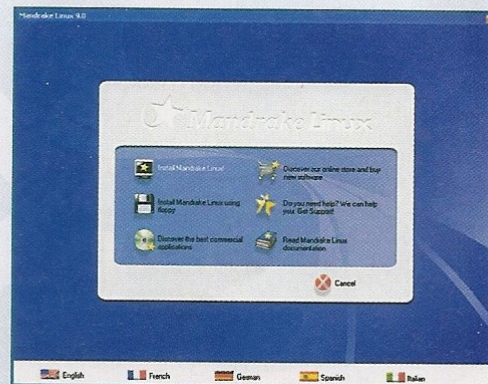 Mandrake Linux 9.0
Mandrake Linux
Install Mandrake Linux!
Discover our online store and buy
new software
Install Mandrake Linux using
floppy
Do you need help? We can help
you: Get Support!
Discover the best commercial
applications
Read Mandrake Linux
documentation
Cancel
English
French
German
Spanish
Italian